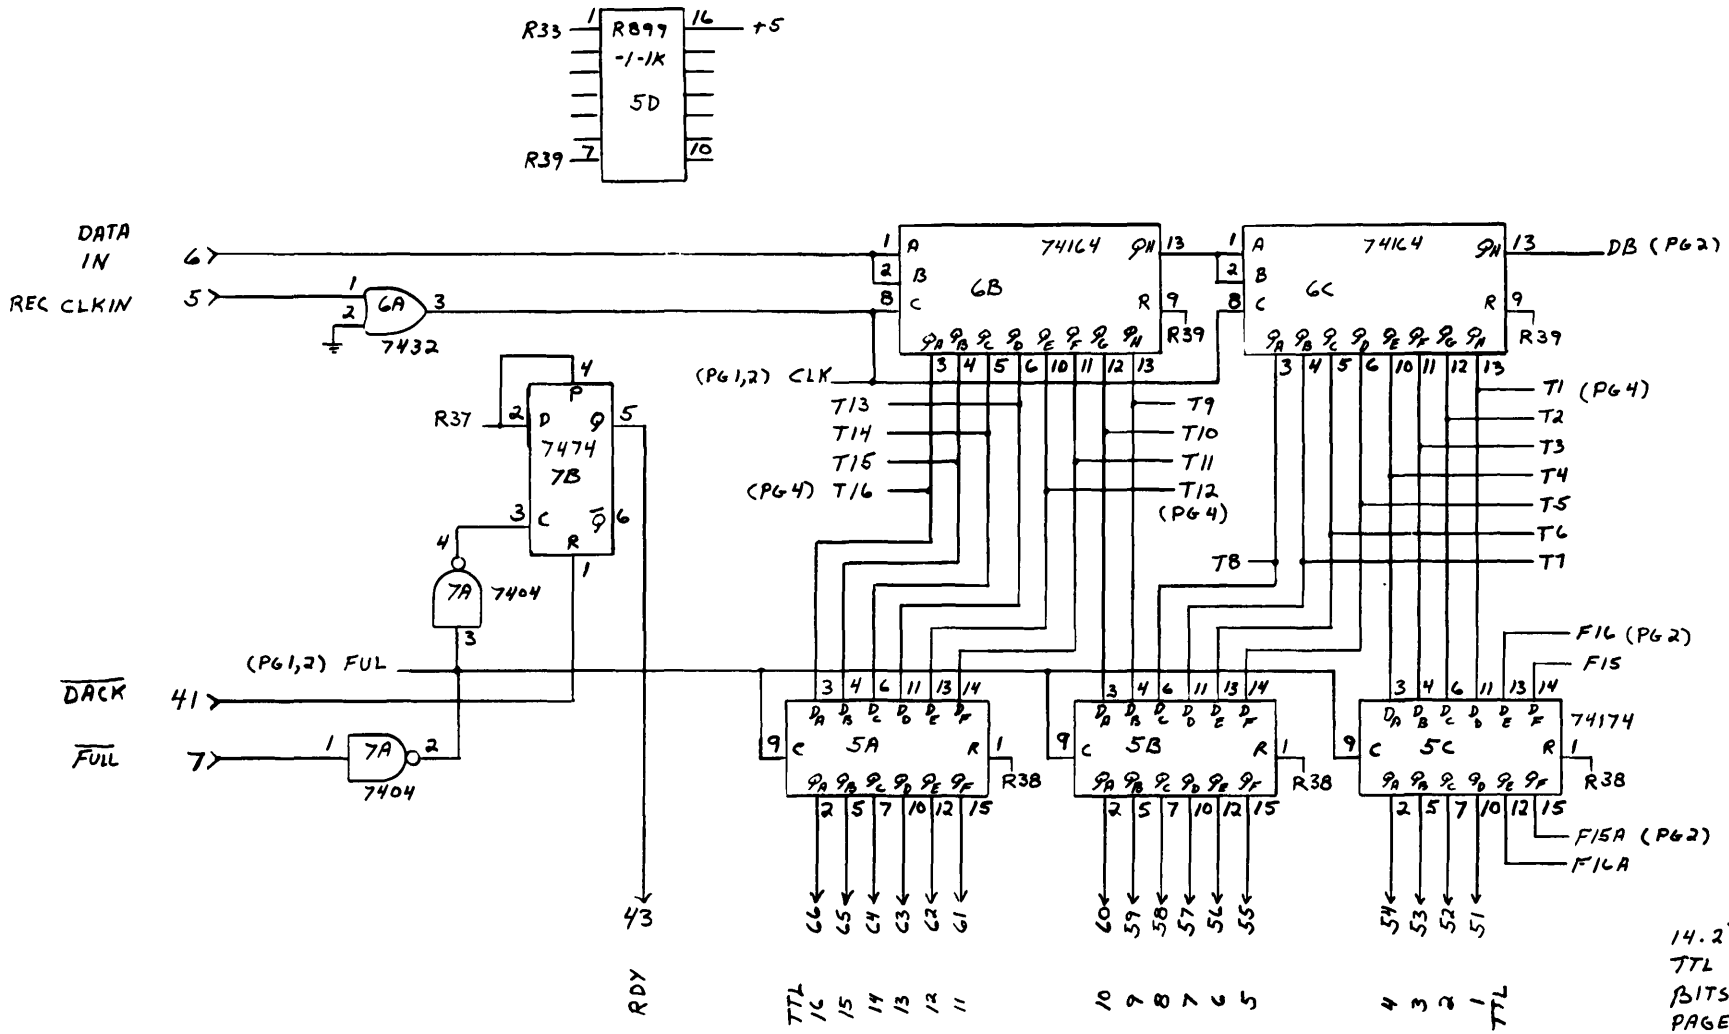 1 16
R33 R899 +5
-1-1K
5D
R39 7 10
DATA
IN 6
REC CLKIN 5
1 A 74164 QH 13
2 B
8 C 6B R 9
R39
QA QB QC QD QE QF QG QH
3 4 5 6 10 11 12 13
1 A 74164 QH 13 DB (PG2)
2 B
8 C 6C R 9
R39
QA QB QC QD QE QF QG QH
3 4 5 6 10 11 12 13
1 6A 3
2
7432
(PG1,2) CLK
4
P
R37 2 D Q 5
7474
7B
3 C Q 6
R
1
4
7A 7404
3
T13
T14
T15
(PG4) T16
T9
T10
T11
T12
(PG4)
T1 (PG4)
T2
T3
T4
T5
T6
T8 T7
(PG1,2) FUL
F16 (PG2)
F15
DACK 41
FULL 7 1 7A 2
7404
3 4 6 11 13 14
DA DB DC DD DE DF
9 C 5A R 1
R38
QA QB QC QD QE QF
2 5 7 10 12 15
3 4 6 11 13 14
DA DB DC DD DE DF
9 C 5B R 1
R38
QA QB QC QD QE QF
2 5 7 10 12 15
3 4 6 11 13 14
DA DB DC DD DE DF 74174
9 C 5C R 1
R38
QA QB QC QD QE QF
2 5 7 10 12 15
F15A (PG2)
F16A
43 66 65 64 63 62 61 60 59 58 57 56 55 54 53 52 51
RDY TTL 16 15 14 13 12 11 10 9 8 7 6 5 4 3 2 1 TTL
14.2
TTL
BITS
PAGE